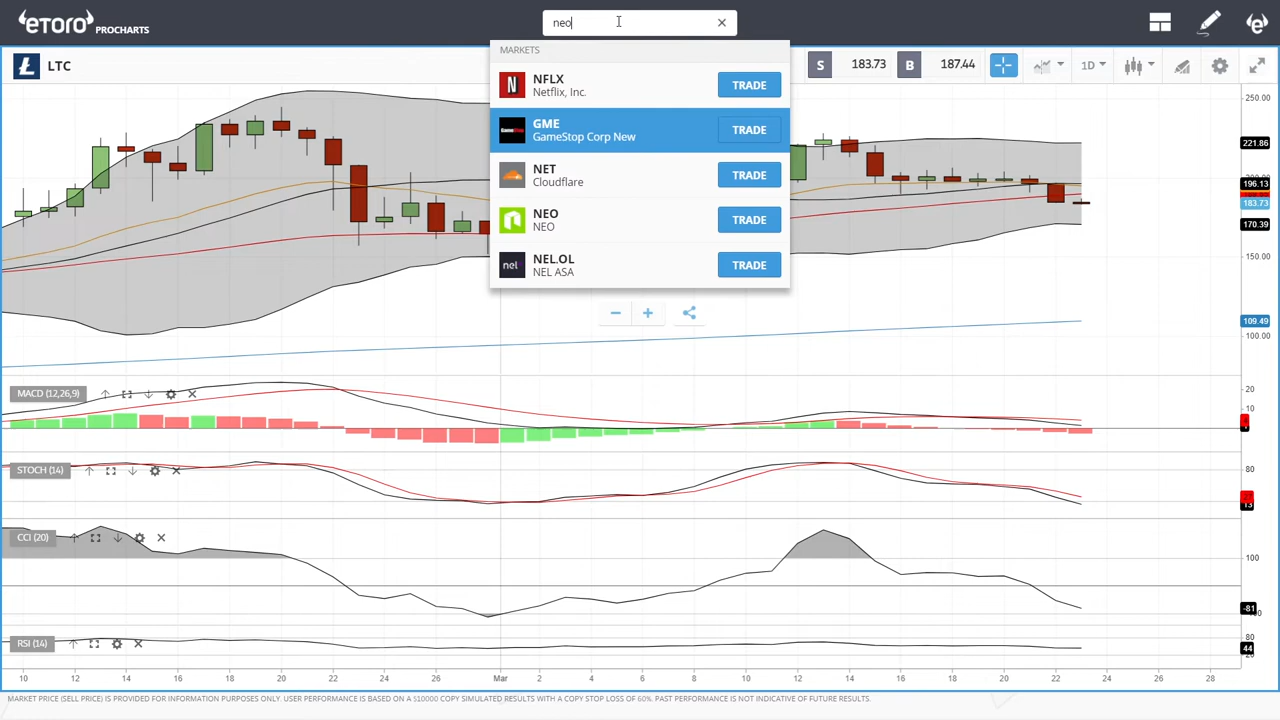 etoro PROCHARTS
neo
MARKETS
LTC
S 183.73 B 187.44
1D
NFLX
Netflix, Inc.
TRADE
GME
GameStop Corp New
TRADE
NET
Cloudflare
TRADE
NEO
NEO
TRADE
NEL.OL
NEL ASA
TRADE
nel
250.00
221.86
196.13
183.73
170.39
150.00
109.49
100.00
MACD (12,26,9)
20
10
STOCH (14)
80
13
CCI (20)
100
-81
RSI (14)
80
44
10 12 14 16 18 20 22 24 26 Mar 2 4 6 8 10 12 14 16 18 20 22 24 26 28
MARKET PRICE (SELL PRICE) IS PROVIDED FOR INFORMATION PURPOSES ONLY. USER PERFORMANCE IS BASED ON A $10000 COPY SIMULATED RESULTS WITH A COPY STOP LOSS OF 60%. PAST PERFORMANCE IS NOT INDICATIVE OF FUTURE RESULTS.